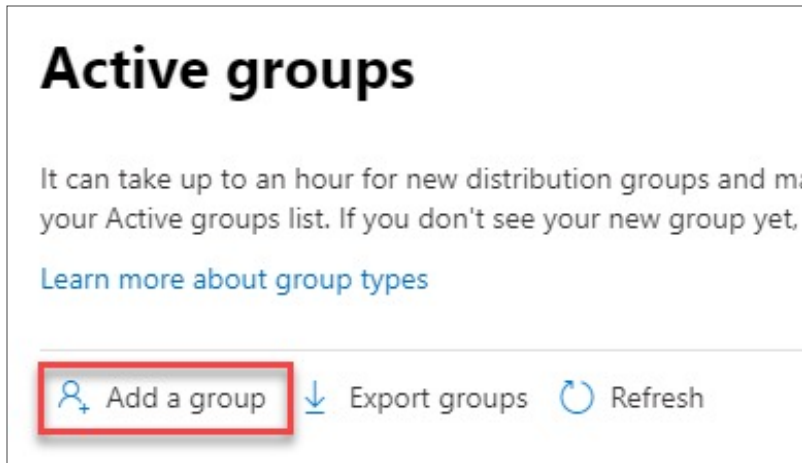 Active groups
It can take up to an hour for new distribution groups and
your Active groups list. If you don't see your new group yet,
Learn more about group types
Add a group Export groups Refresh